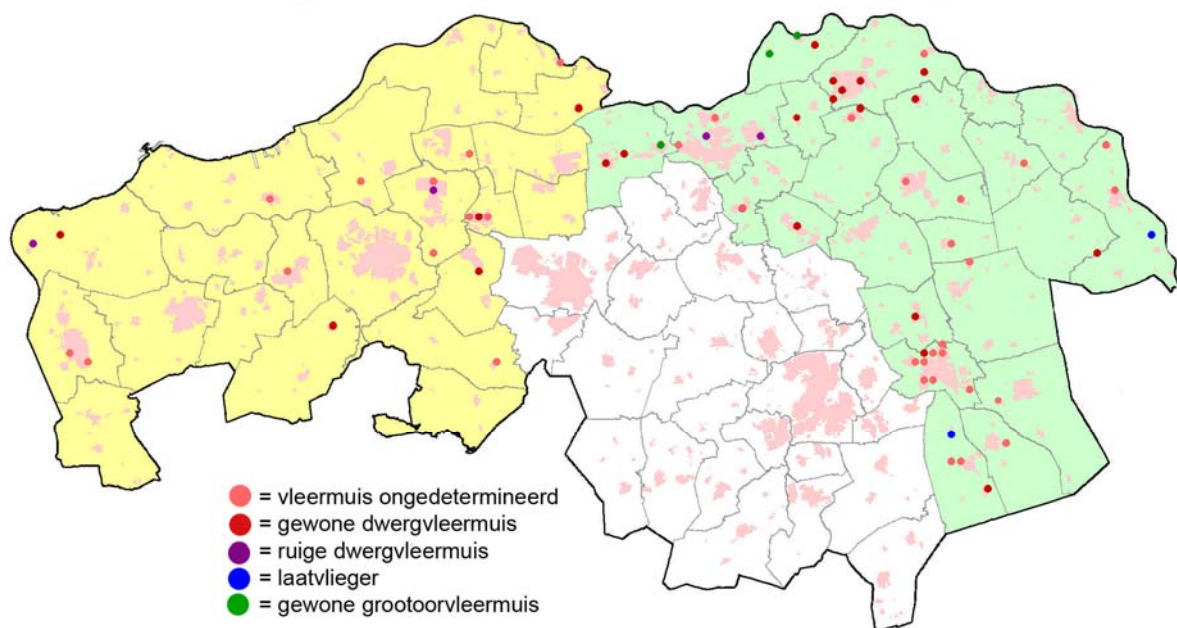 = vleermuis ongedetermineerd
= gewone dwergvleermuis
= ruige dwergvleermuis
= laatvlieger
= gewone grootoorvleermuis